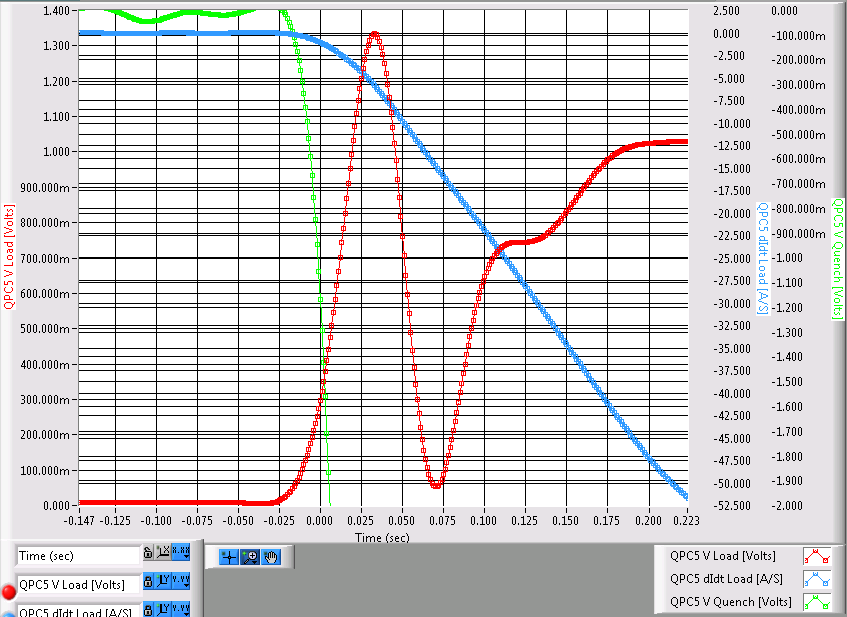 1.400
1.300
1.200
1.100
1.000
900.000m
800.000m
700.000m
600.000m
500.000m
400.000m
300.000m
200.000m
100.000m
0.000
QPC5 V Load [Volts]
-0.147 -0.125 -0.100 -0.075 -0.050 -0.025 0.000 0.025 0.050 0.075 0.100 0.125 0.150 0.175 0.200 0.223
Time (sec)
2.500
0.000
-2.500
-5.000
-7.500
-10.000
-12.500
-15.000
-17.500
-20.000
-22.500
-25.000
-27.500
-30.000
-32.500
-35.000
-37.500
-40.000
-42.500
-45.000
-47.500
-50.000
-52.500
QPC5 dIdt Load [A/S]
0.000
-100.000m
-200.000m
-300.000m
-400.000m
-500.000m
-600.000m
-700.000m
-800.000m
-900.000m
-1.000
-1.100
-1.200
-1.300
-1.400
-1.500
-1.600
-1.700
-1.800
-1.900
-2.000
QPC5 V Quench [Volts]
Time (sec)
QPC5 V Load [Volts]
QPC5 dIdt Load [A/S]
QPC5 V Load [Volts]
QPC5 dIdt Load [A/S]
QPC5 V Quench [Volts]